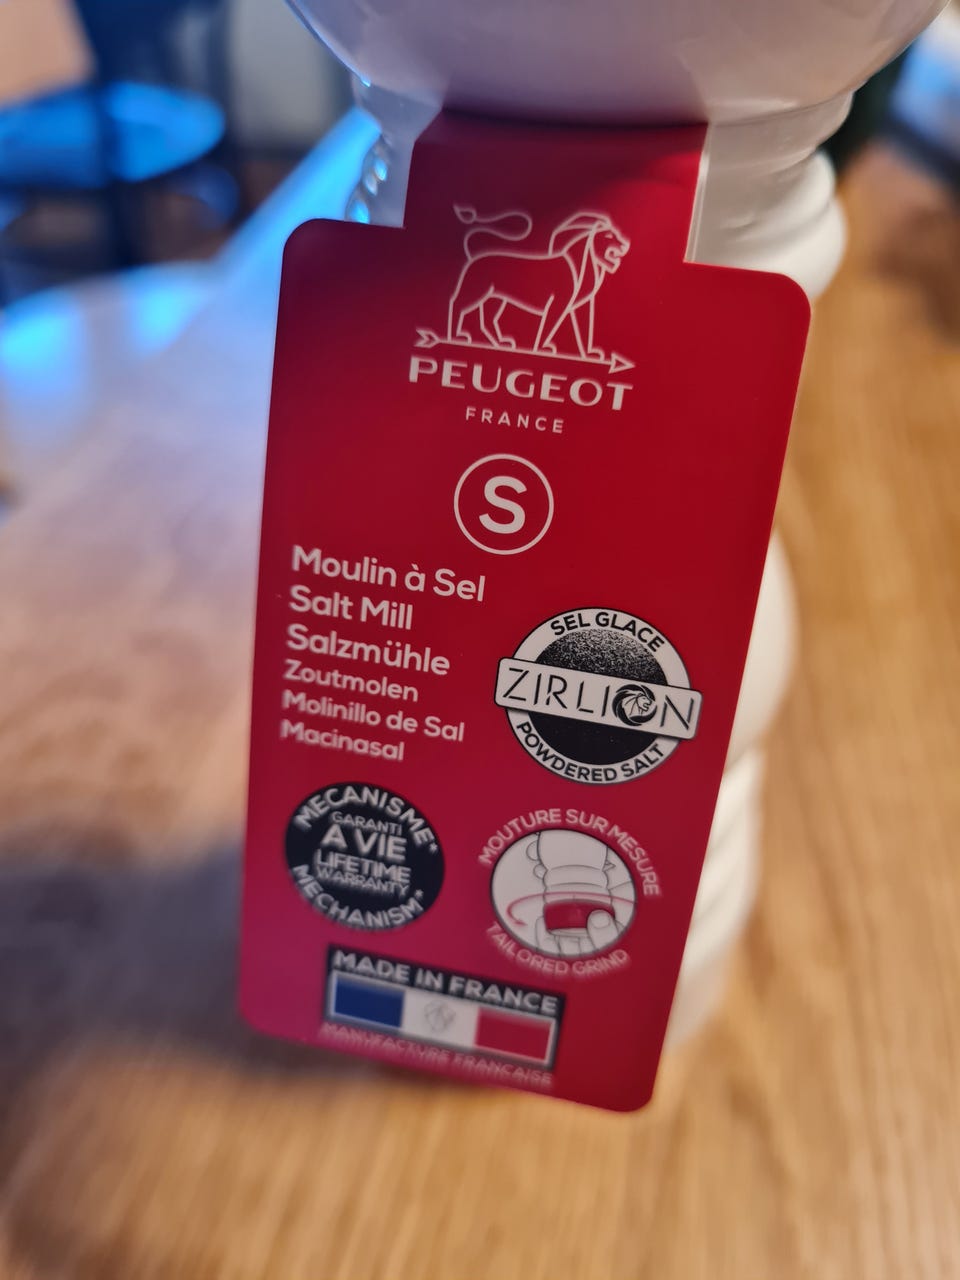 PEUGEOT
FRANCE
S
Moulin à Sel
Salt Mill
Salzmühle
Zoutmolen
Molinillo de Sal
Macinasal
SEL GLACE
ZIRLION
POWDERED SALT
MECANISME*
GARANTI
A VIE
LIFETIME
WARRANTY
MECHANISM*
MOUTURE SUR MESURE
TAILORED GRIND
MADE IN FRANCE
MANUFACTURE FRANCAISE